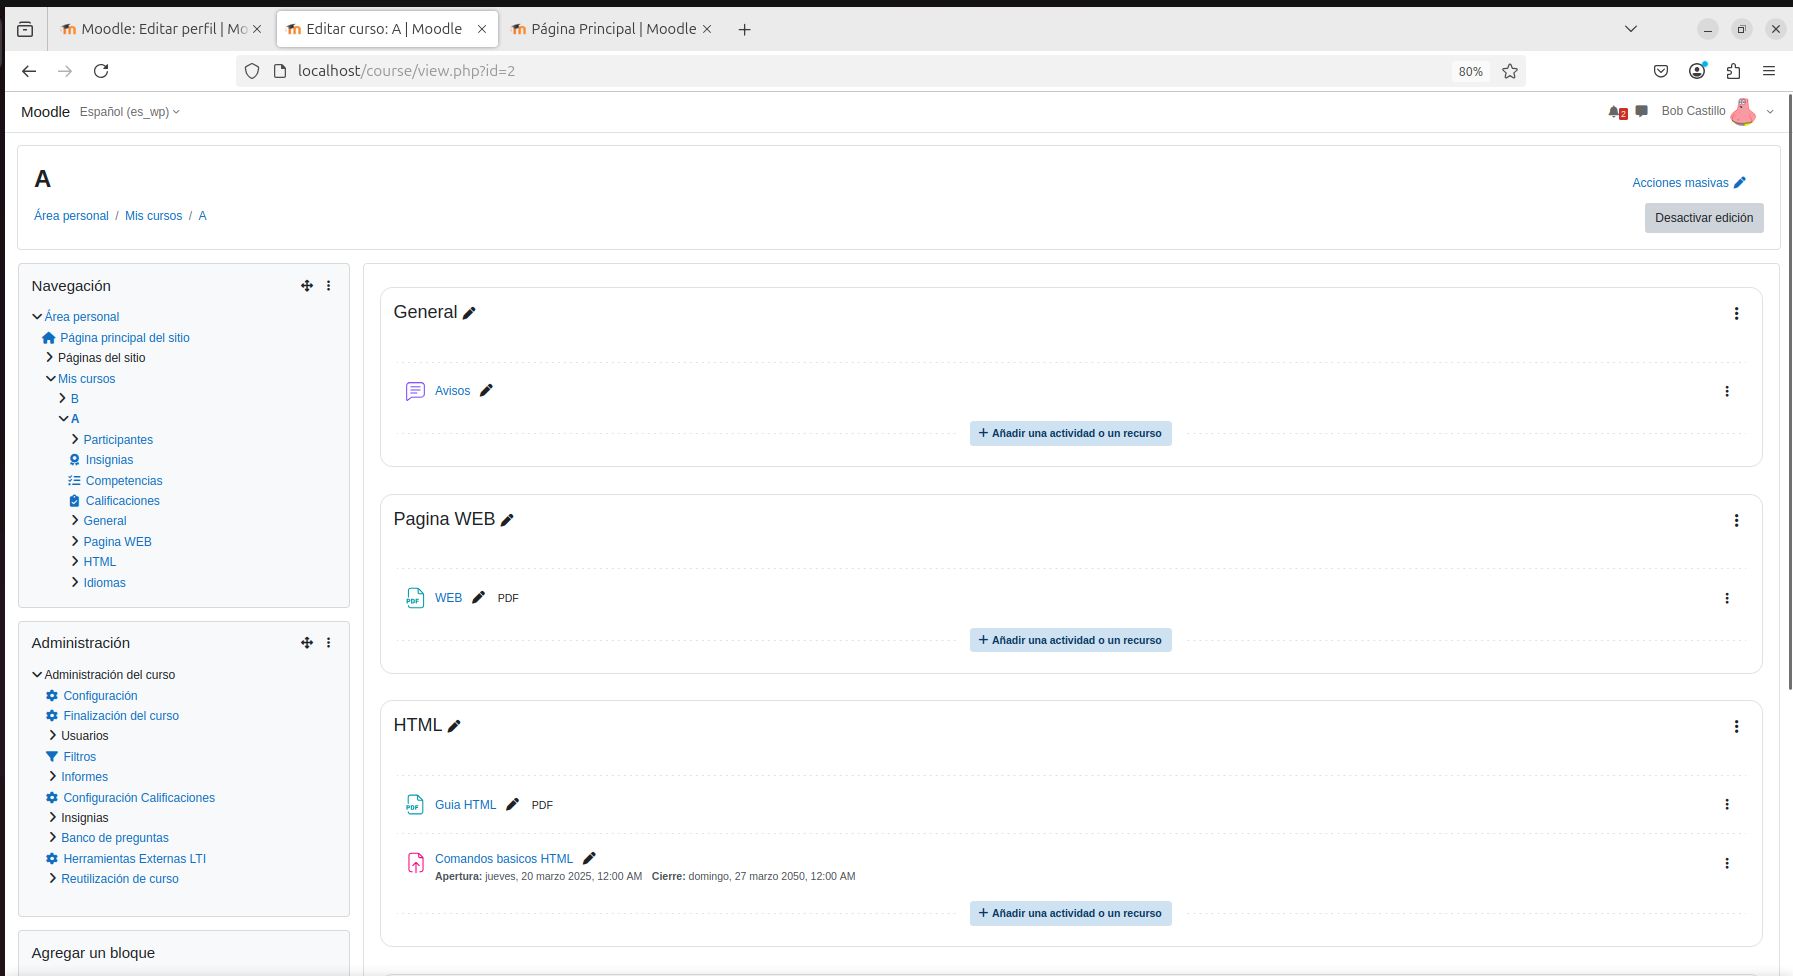 Moodle: Editar perfil | Mo
Editar curso: A | Moodle
Página Principal | Moodle
localhost/course/view.php?id=2
80%
Moodle
Español (es_wp)
2
Bob Castillo
A
Acciones masivas
Área personal / Mis cursos / A
Desactivar edición
Navegación
Área personal
Página principal del sitio
Páginas del sitio
Mis cursos
B
A
Participantes
Insignias
Competencias
Calificaciones
General
Pagina WEB
HTML
Idiomas
Administración
Administración del curso
Configuración
Finalización del curso
Usuarios
Filtros
Informes
Configuración Calificaciones
Insignias
Banco de preguntas
Herramientas Externas LTI
Reutilización de curso
Agregar un bloque
General
Avisos
+ Añadir una actividad o un recurso
Pagina WEB
PDF
WEB
PDF
+ Añadir una actividad o un recurso
HTML
PDF
Guia HTML
PDF
Comandos basicos HTML
Apertura: jueves, 20 marzo 2025, 12:00 AM Cierre: domingo, 27 marzo 2050, 12:00 AM
+ Añadir una actividad o un recurso